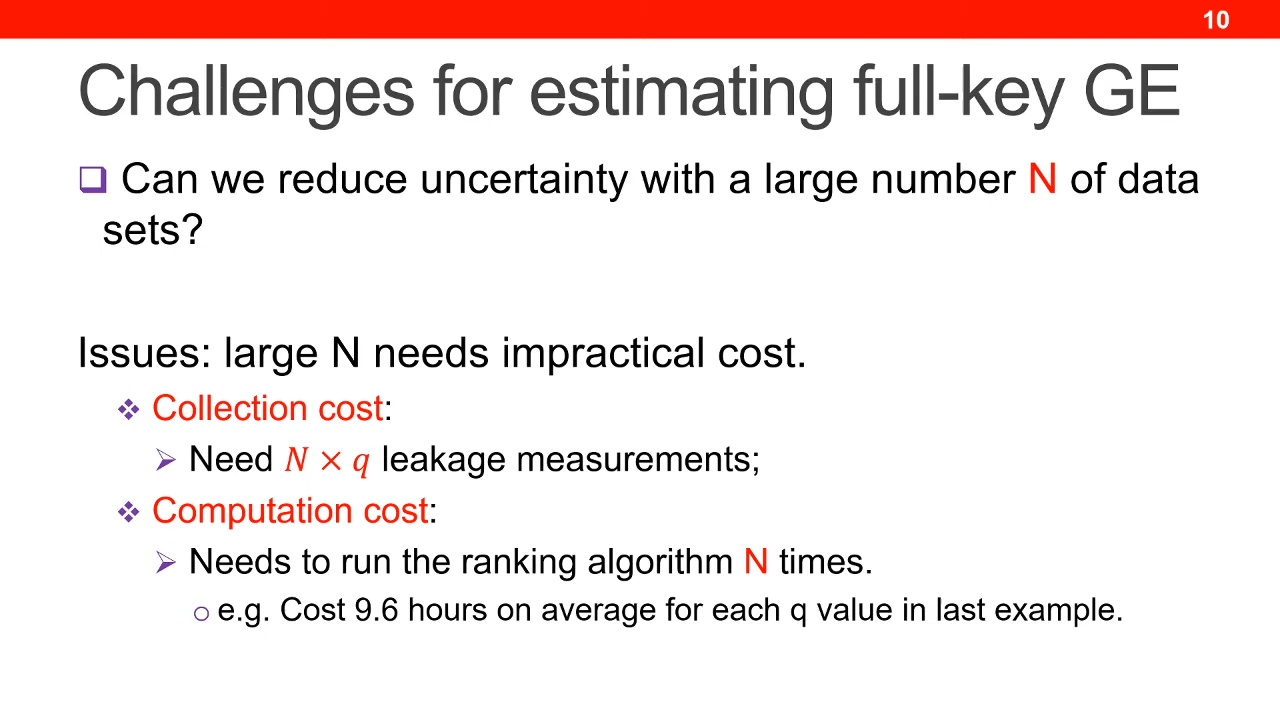 10
Challenges for estimating full-key GE
❑ Can we reduce uncertainty with a large number N of data
sets?
Issues: large N needs impractical cost.
❖ Collection cost:
➢ Need N × q leakage measurements;
❖ Computation cost:
➢ Needs to run the ranking algorithm N times.
o e.g. Cost 9.6 hours on average for each q value in last example.